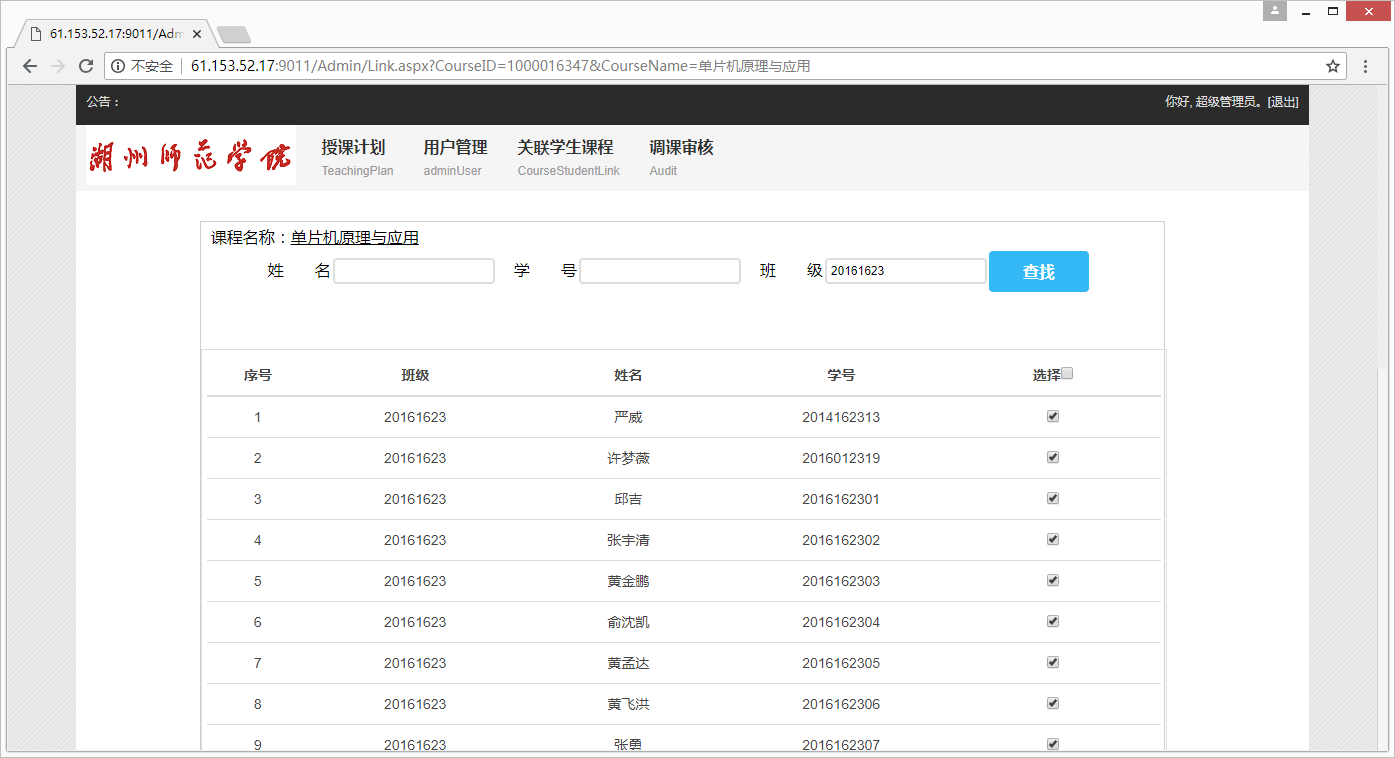 61.153.52.17:9011/Adm
不安全 61.153.52.17:9011/Admin/Link.aspx?CourseID=1000016347&CourseName=单片机原理与应用
公告： 你好, 超级管理员。[退出]
湖州师范学院
授课计划 用户管理 关联学生课程 调课审核
TeachingPlan adminUser CourseStudentLink Audit
课程名称：单片机原理与应用
姓 名 学 号 班 级 20161623 查找
序号 班级 姓名 学号 选择
1 20161623 严威 2014162313
2 20161623 许梦薇 2016012319
3 20161623 邱吉 2016162301
4 20161623 张宇清 2016162302
5 20161623 黄金鹏 2016162303
6 20161623 俞沈凯 2016162304
7 20161623 黄孟达 2016162305
8 20161623 黄飞洪 2016162306
9 20161623 张勇 2016162307